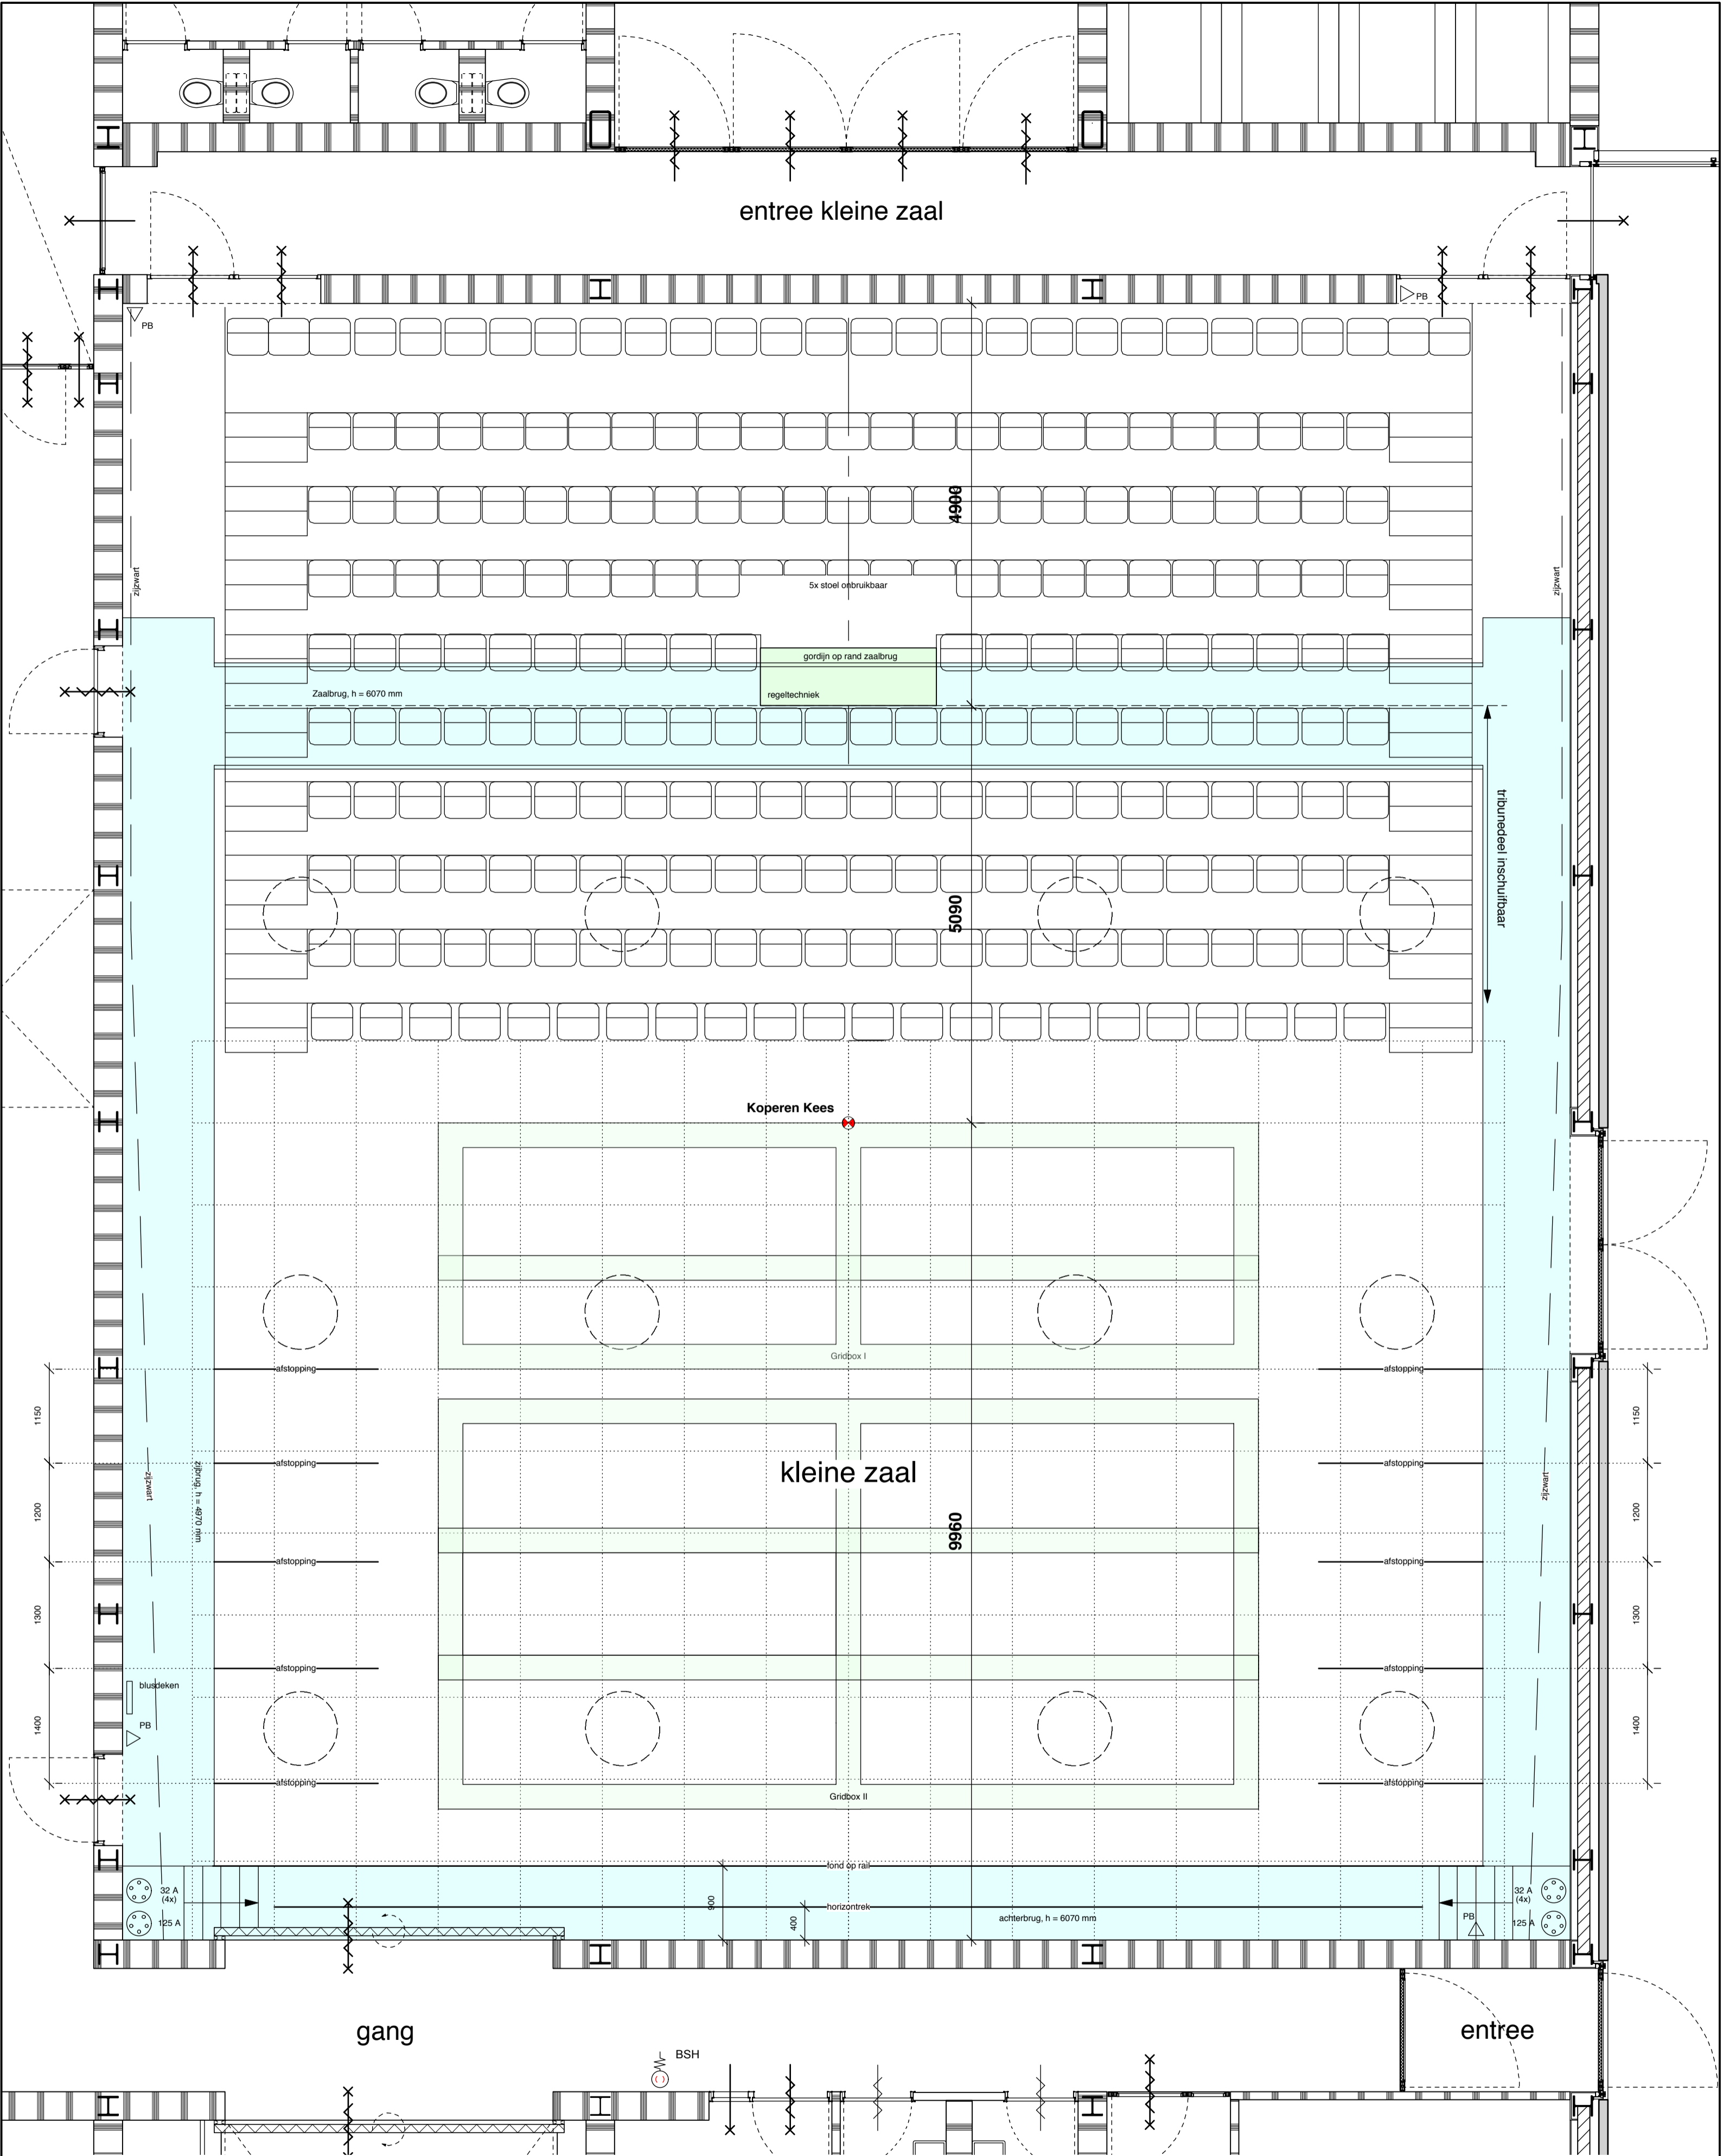 entree kleine zaal
PB
PB
4900
zijzwart
zijzwart
5x stoel onbruikbaar
gordijn op rand zaalbrug
Zaalbrug, h = 6070 mm
regeltechniek
tribunedeel inschuifbaar
5090
Koperen Kees
Gridbox I
afstopping
afstopping
1150
1150
afstopping
afstopping
kleine zaal
zijzwart
zijbrug, h = 4970 mm
zijzwart
1200
9960
1200
afstopping
afstopping
1300
1300
afstopping
afstopping
blusdeken
PB
1400
1400
afstopping
afstopping
Gridbox II
fond op rail
32 A
(4x)
32 A
(4x)
900
horizontrek
400
achterbrug, h = 6070 mm
PB
125 A
125 A
gang
entree
BSH